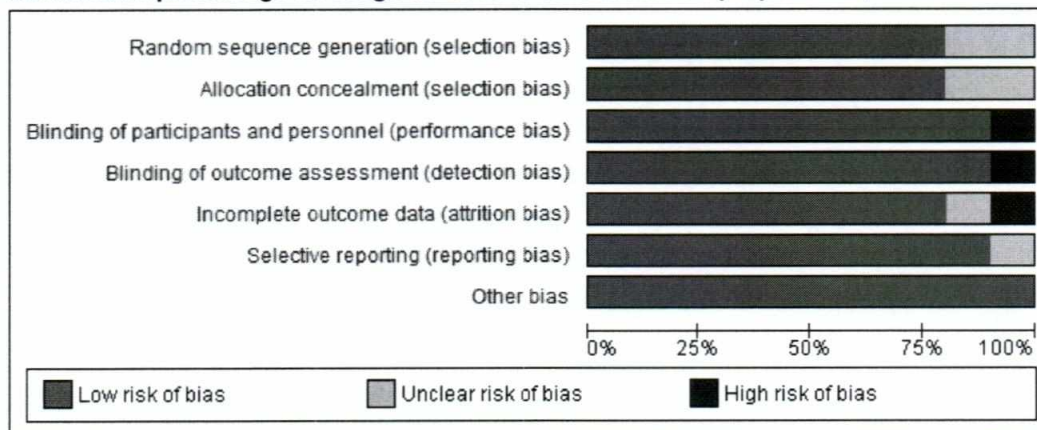 Random sequence generation (selection bias)
Allocation concealment (selection bias)
Blinding of participants and personnel (performance bias)
Blinding of outcome assessment (detection bias)
Incomplete outcome data (attrition bias)
Selective reporting (reporting bias)
Other bias
0% 25% 50% 75% 100%
Low risk of bias Unclear risk of bias High risk of bias